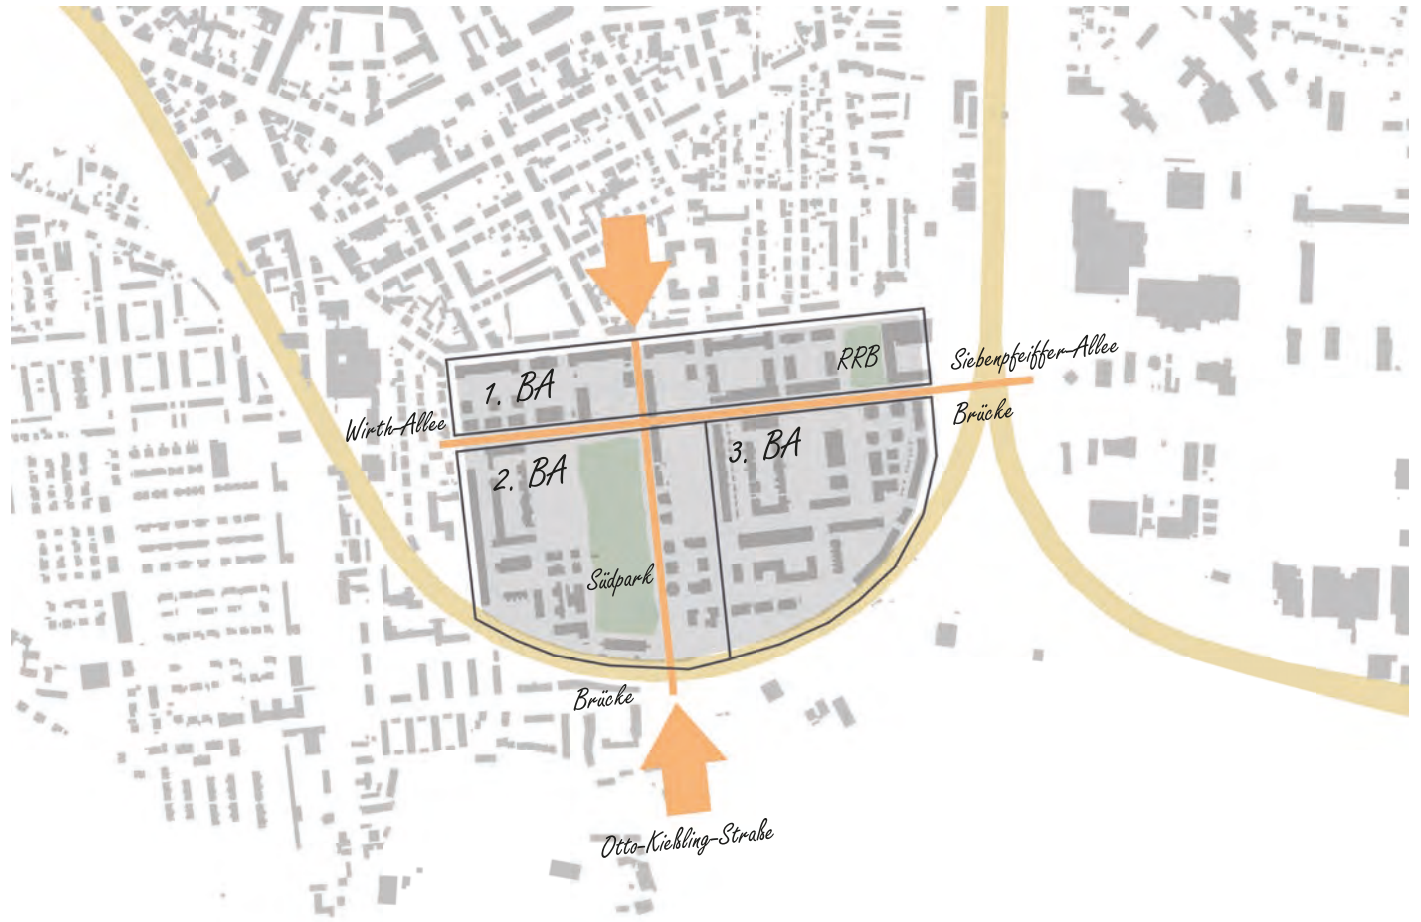 RRB
Siebenpfeiffer-Allee
1. BA
Brücke
Wirth-Allee
3. BA
2. BA
Südpark
Brücke
Otto-Kießling-Straße